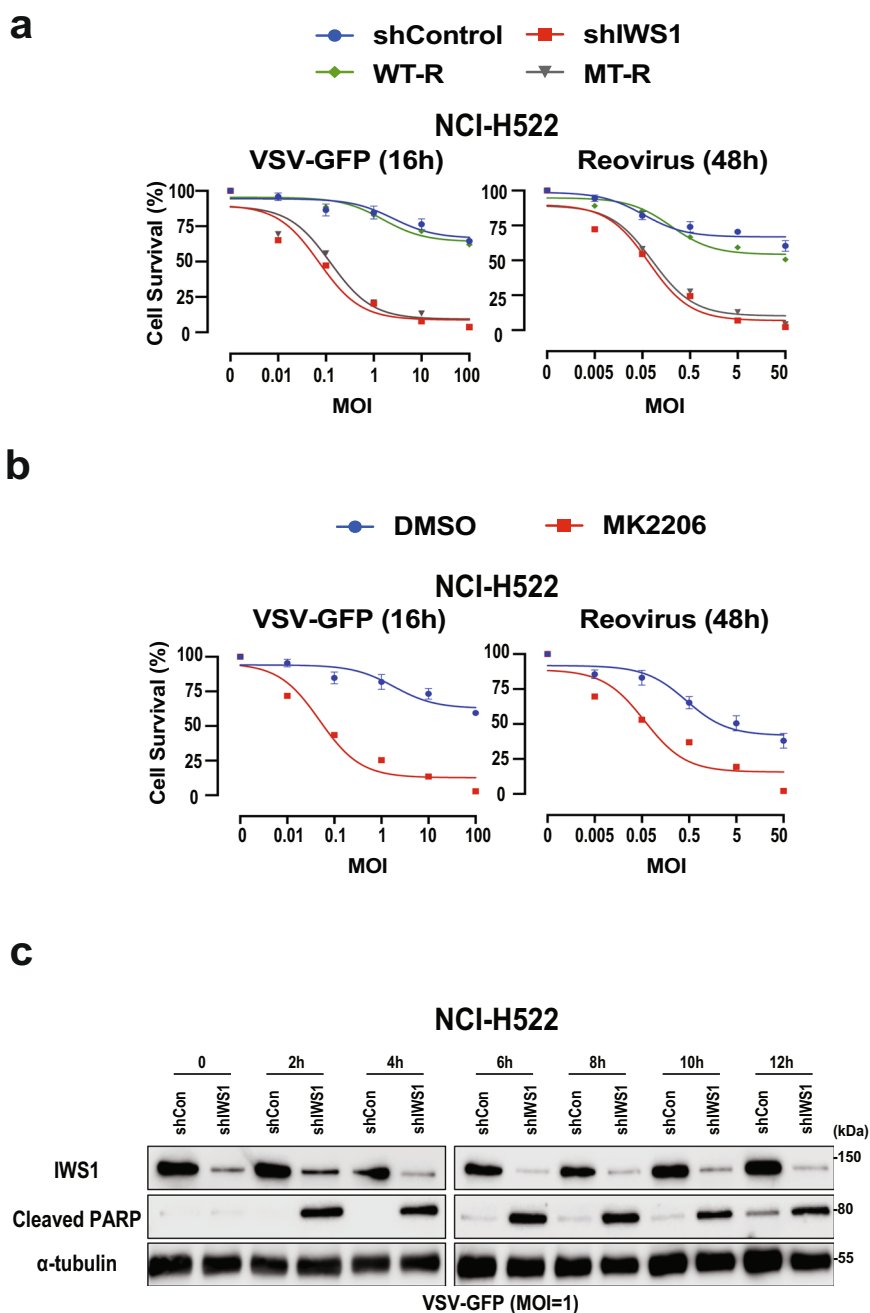 a
shControl shIWS1
WT-R MT-R
NCI-H522
VSV-GFP (16h) Reovirus (48h)
Cell Survival (%)
100 100
75 75
50 50
25 25
0 0
0 0.01 0.1 1 10 100 0 0.005 0.05 0.5 5 50
MOI MOI
b
DMSO MK2206
NCI-H522
VSV-GFP (16h) Reovirus (48h)
Cell Survival (%)
100 100
75 75
50 50
25 25
0 0
0 0.01 0.1 1 10 100 0 0.005 0.05 0.5 5 50
MOI MOI
c
NCI-H522
0 2h 4h 6h 8h 10h 12h
shCon shIWS1 shCon shIWS1 shCon shIWS1 shCon shIWS1 shCon shIWS1 shCon shIWS1 shCon shIWS1
(kDa)
IWS1 -150
Cleaved PARP -80
α-tubulin -55
VSV-GFP (MOI=1)